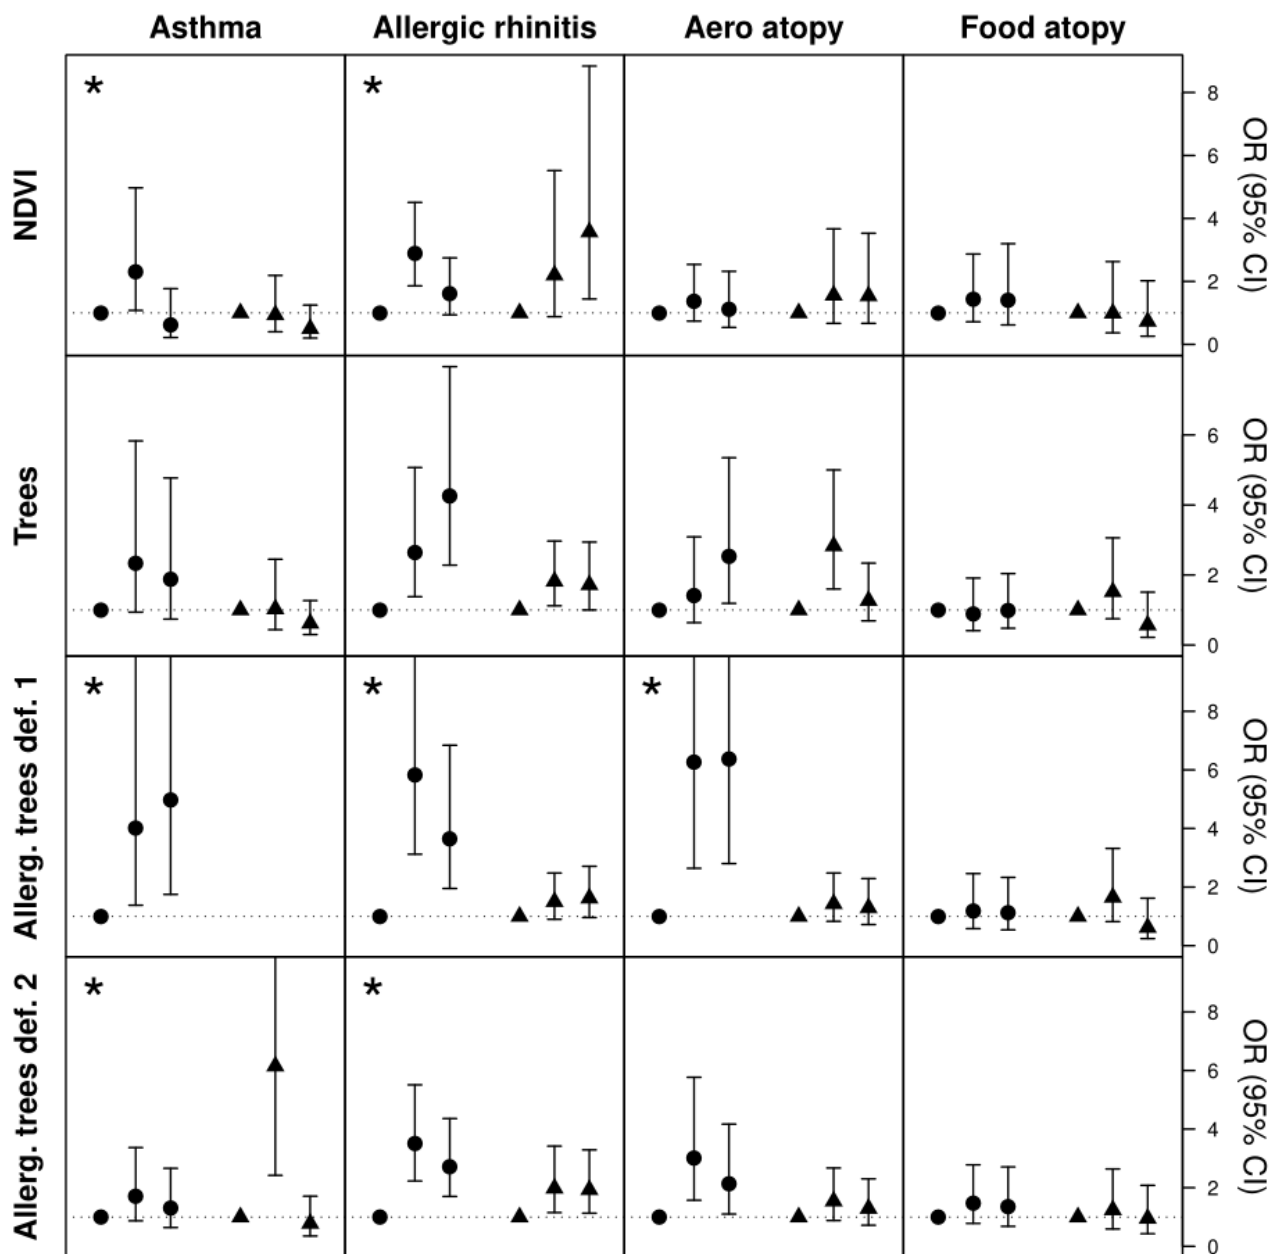 Asthma Allergic rhinitis Aero atopy Food atopy
NDVI
* *
8
6
4
2
0
OR (95% CI)
Trees
6
4
2
0
OR (95% CI)
Allerg. trees def. 1
* * *
8
6
4
2
0
OR (95% CI)
Allerg. trees def. 2
* *
8
6
4
2
0
OR (95% CI)